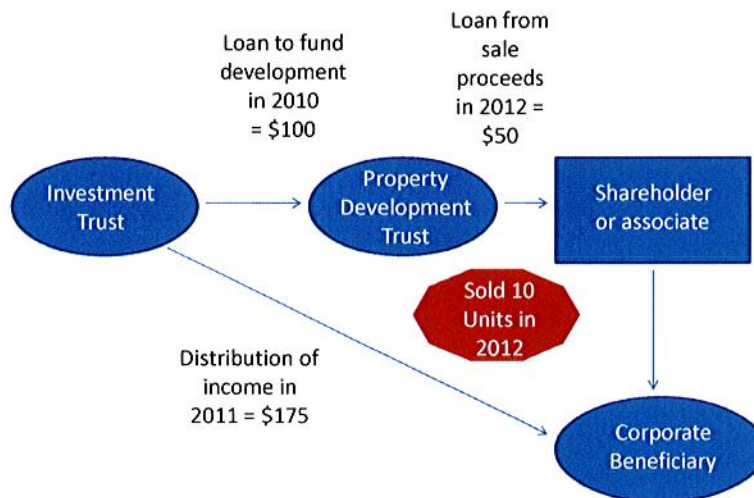 Loan to fund
development
in 2010
= $100
Loan from
sale
proceeds
in 2012 =
$50
Investment
Trust
Property
Development
Trust
Shareholder
or associate
Sold 10
Units in
2012
Distribution of
income in
2011 = $175
Corporate
Beneficiary